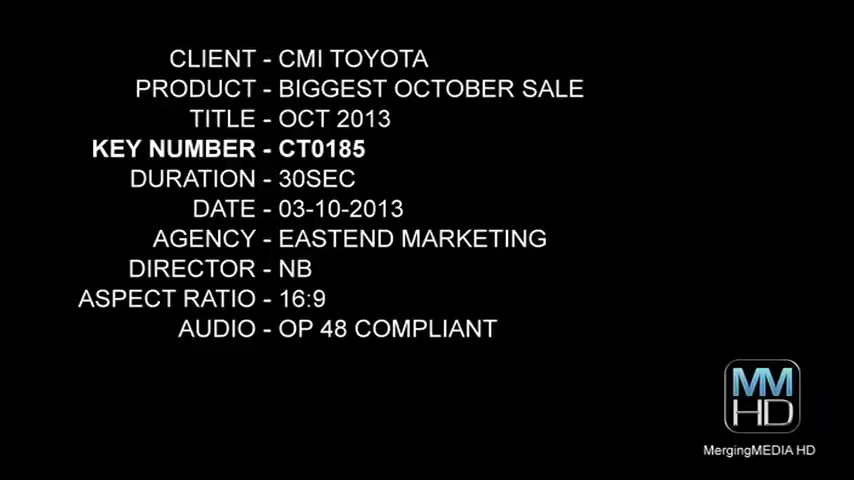 CLIENT - CMI TOYOTA
PRODUCT - BIGGEST OCTOBER SALE
TITLE - OCT 2013
KEY NUMBER - CT0185
DURATION - 30SEC
DATE - 03-10-2013
AGENCY - EASTEND MARKETING
DIRECTOR - NB
ASPECT RATIO - 16:9
AUDIO - OP 48 COMPLIANT
MM
HD
MergingMEDIA HD